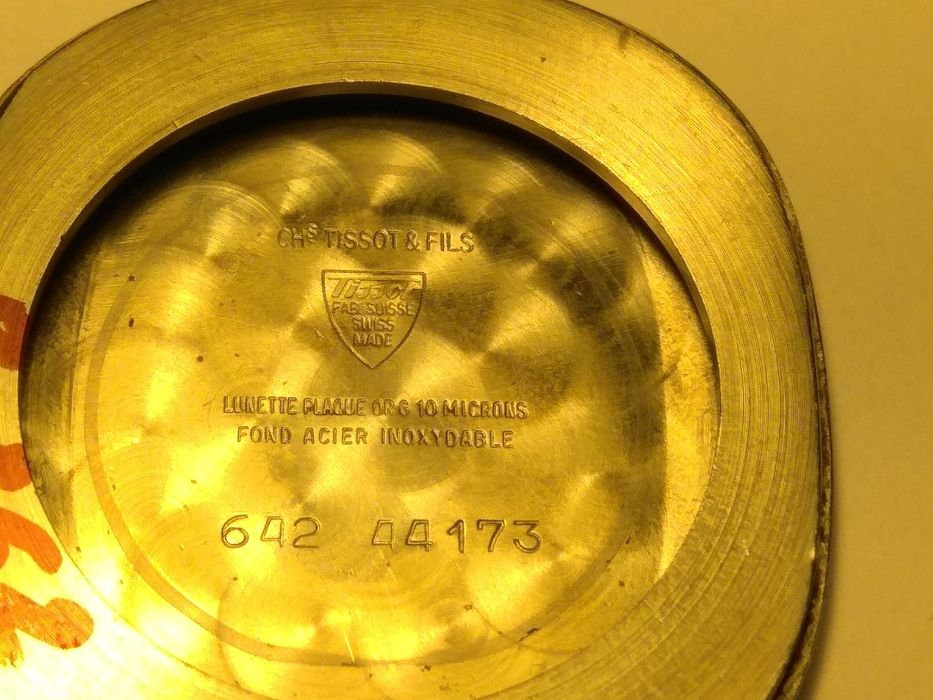 CHS TISSOT & FILS
Tissot
FAB. SUISSE
SWISS
MADE
LUNETTE PLAQUE OR G 10 MICRONS
FOND ACIER INOXYDABLE
642 44173